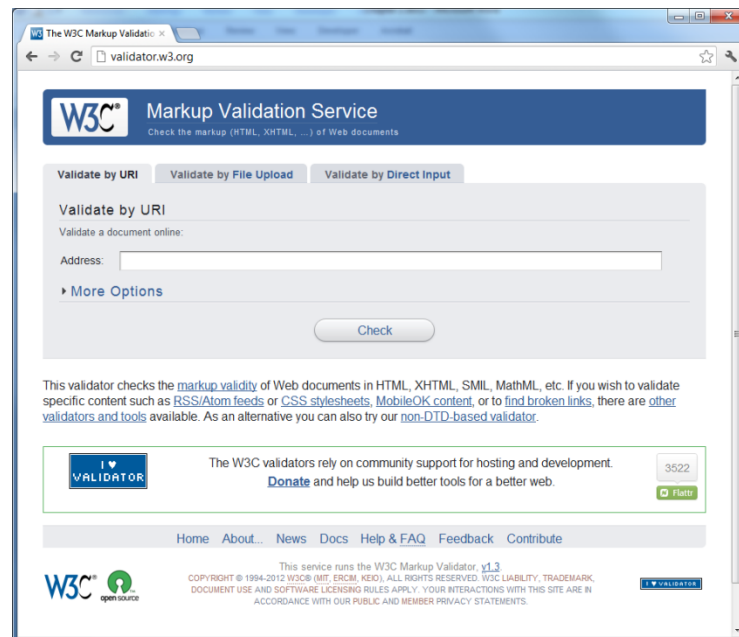 The W3C Markup Validatio
validator.w3.org
W3C® Markup Validation Service
Check the markup (HTML, XHTML, ...) of Web documents
Validate by URI Validate by File Upload Validate by Direct Input
Validate by URI
Validate a document online:
Address:
More Options
Check
This validator checks the markup validity of Web documents in HTML, XHTML, SMIL, MathML, etc. If you wish to validate
specific content such as RSS/Atom feeds or CSS stylesheets, MobileOK content, or to find broken links, there are other
validators and tools available. As an alternative you can also try our non-DTD-based validator.
I ♥
VALIDATOR
The W3C validators rely on community support for hosting and development.
Donate and help us build better tools for a better web.
3522
Flattr
Home About... News Docs Help & FAQ Feedback Contribute
W3C® open source
This service runs the W3C Markup Validator, v1.3.
COPYRIGHT © 1994-2012 W3C® (MIT, ERCIM, KEIO), ALL RIGHTS RESERVED. W3C LIABILITY, TRADEMARK,
DOCUMENT USE AND SOFTWARE LICENSING RULES APPLY. YOUR INTERACTIONS WITH THIS SITE ARE IN
ACCORDANCE WITH OUR PUBLIC AND MEMBER PRIVACY STATEMENTS.
I ♥ VALIDATOR